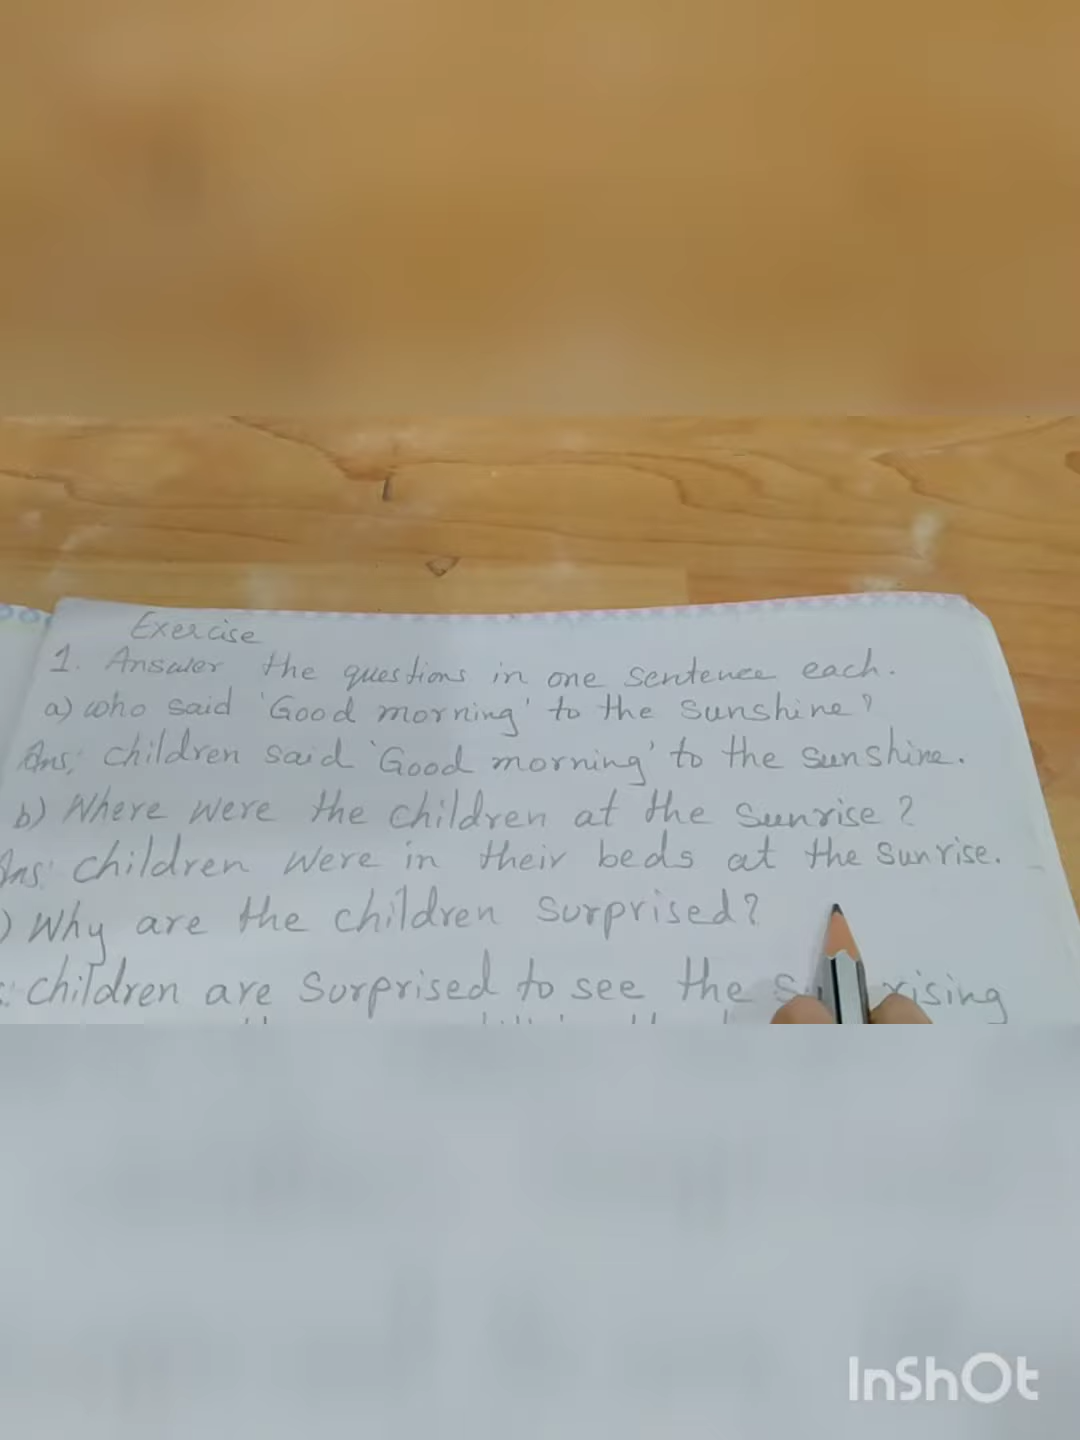 Exercise
1. Answer the questions in one sentence each.
a) who said 'Good morning' to the sunshine?
Ans: children said 'Good morning' to the sunshine.
b) Where were the children at the sunrise?
Ans: children were in their beds at the sunrise.
) Why are the children surprised?
: children are surprised to see the rising
InShOt